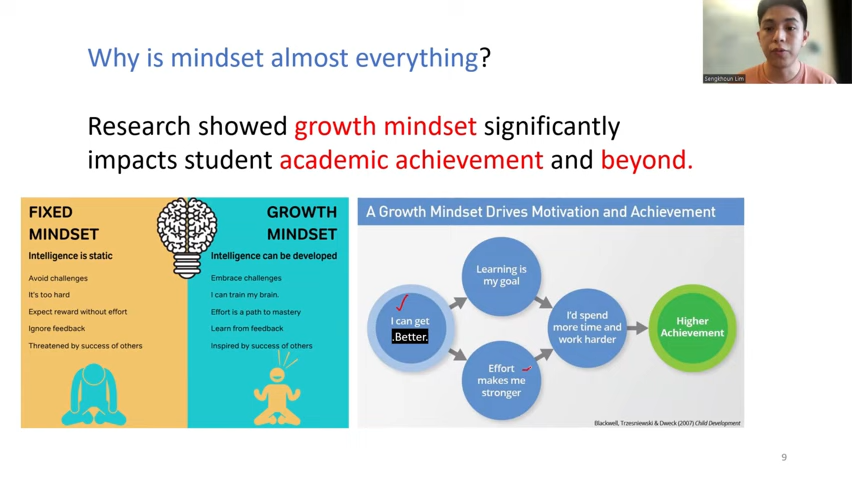 Why is mindset almost everything?
Sengkhoun Lim
Research showed growth mindset significantly
impacts student academic achievement and beyond.
FIXED
MINDSET
Intelligence is static
Avoid challenges
It's too hard
Expect reward without effort
Ignore feedback
Threatened by success of others
GROWTH
MINDSET
Intelligence can be developed
Embrace challenges
I can train my brain.
Effort is a path to mastery
Learn from feedback
Inspired by success of others
A Growth Mindset Drives Motivation and Achievement
I can get
.Better.
Learning is
my goal
Effort
makes me
stronger
I'd spend
more time and
work harder
Higher
Achievement
Blackwell, Trzesniewski & Dweck (2007) Child Development
9